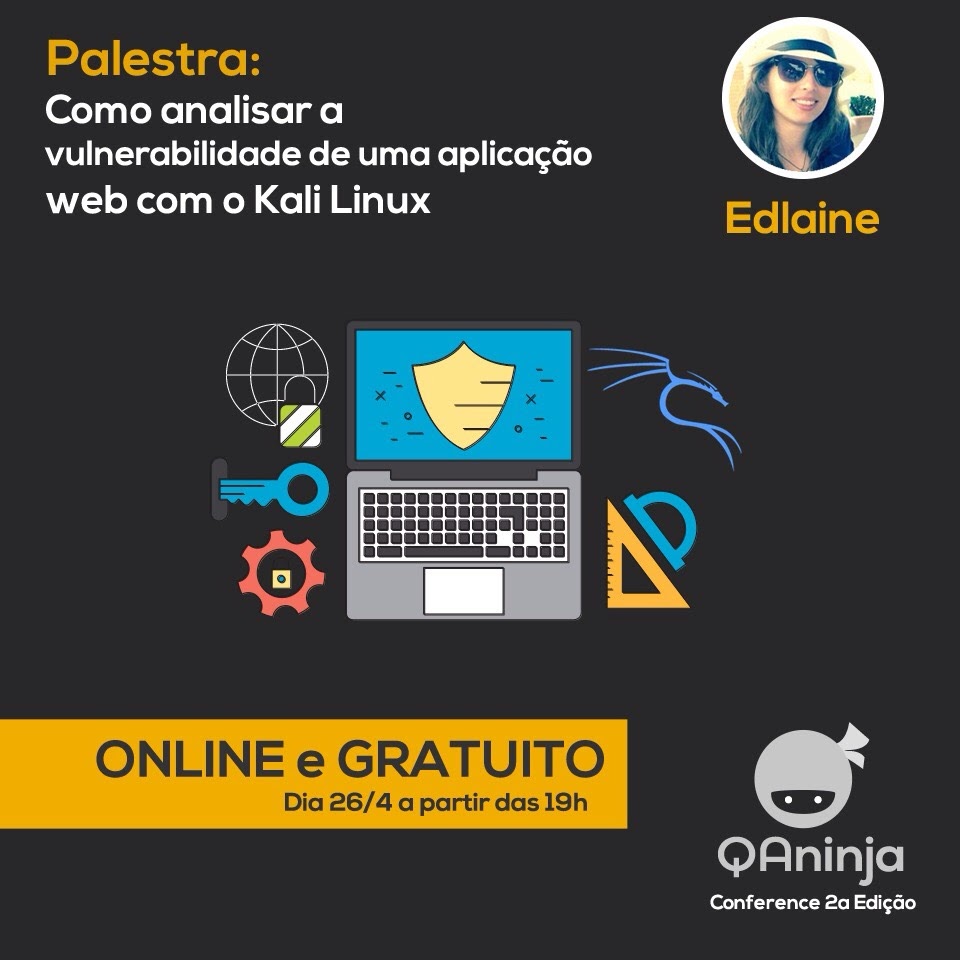 Palestra:
Como analisar a
vulnerabilidade de uma aplicação
web com o Kali Linux
Edlaine
ONLINE e GRATUITO
Dia 26/4 a partir das 19h
QAninja
Conference 2a Edição